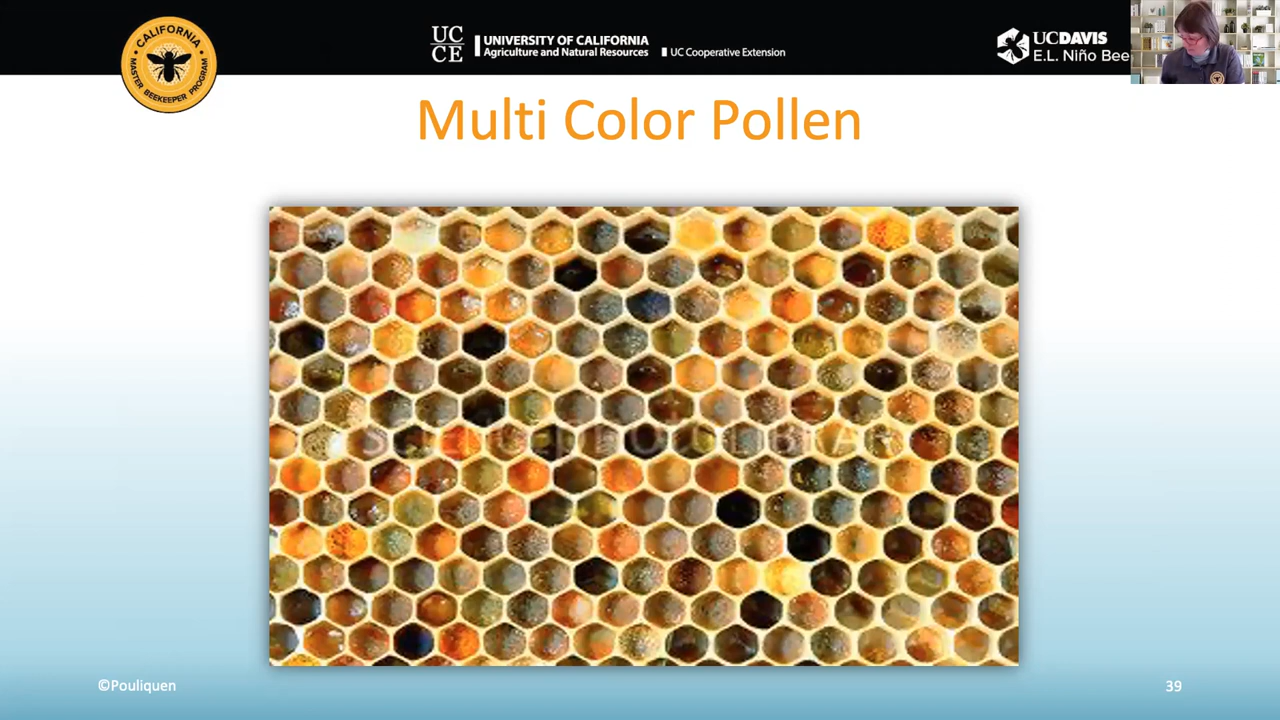 CALIFORNIA
MASTER BEEKEEPER PROGRAM
UC
CE
UNIVERSITY OF CALIFORNIA
Agriculture and Natural Resources
UC Cooperative Extension
UCDAVIS
E.L. Niño Bee
Multi Color Pollen
SCIENCEPHOTOLIBRAR
©Pouliquen
39